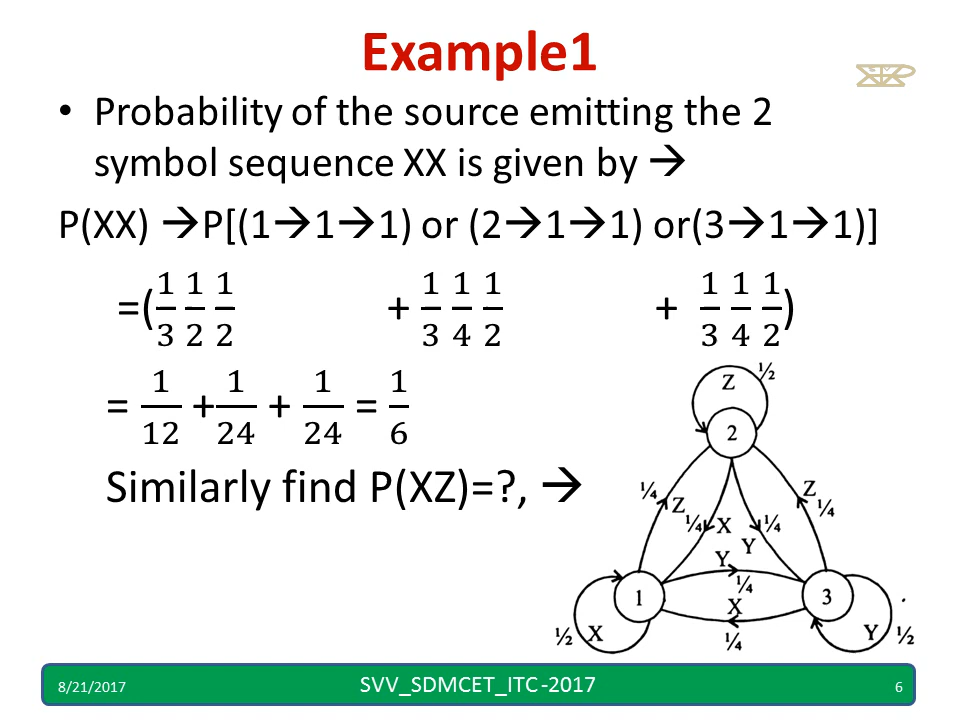 Example1
• Probability of the source emitting the 2
symbol sequence XX is given by →
P(XX) →P[(1→1→1) or (2→1→1) or(3→1→1)]
=(1/3 1/2 1/2 + 1/3 1/4 1/2 + 1/3 1/4 1/2)
= 1/12 + 1/24 + 1/24 = 1/6
Similarly find P(XZ)=?, →
Z ½
2
¼ Z ¼ X ¼ Y Z ¼
Y ¼
1 3
X ¼
½ X Y ½
8/21/2017 SVV_SDMCET_ITC -2017 6